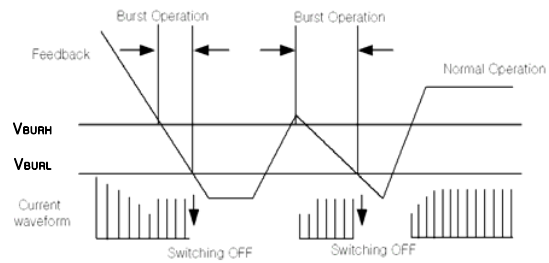 Burst Operation
Burst Operation
Feedback
Normal Operation
VBURH
VBURL
Current
waveform
Switching OFF
Switching OFF